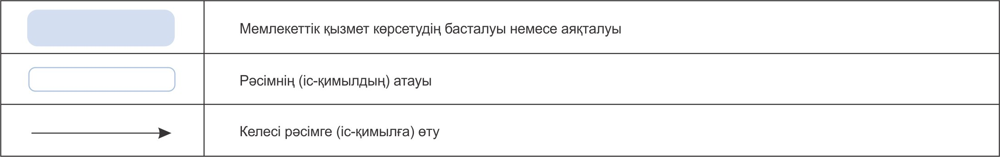 Мемлекеттік қызмет көрсетудің басталуы немесе аяқталуы
Рәсімнің (іс-қимылдың) атауы
Келесі рәсімге (іс-қимылға) өту